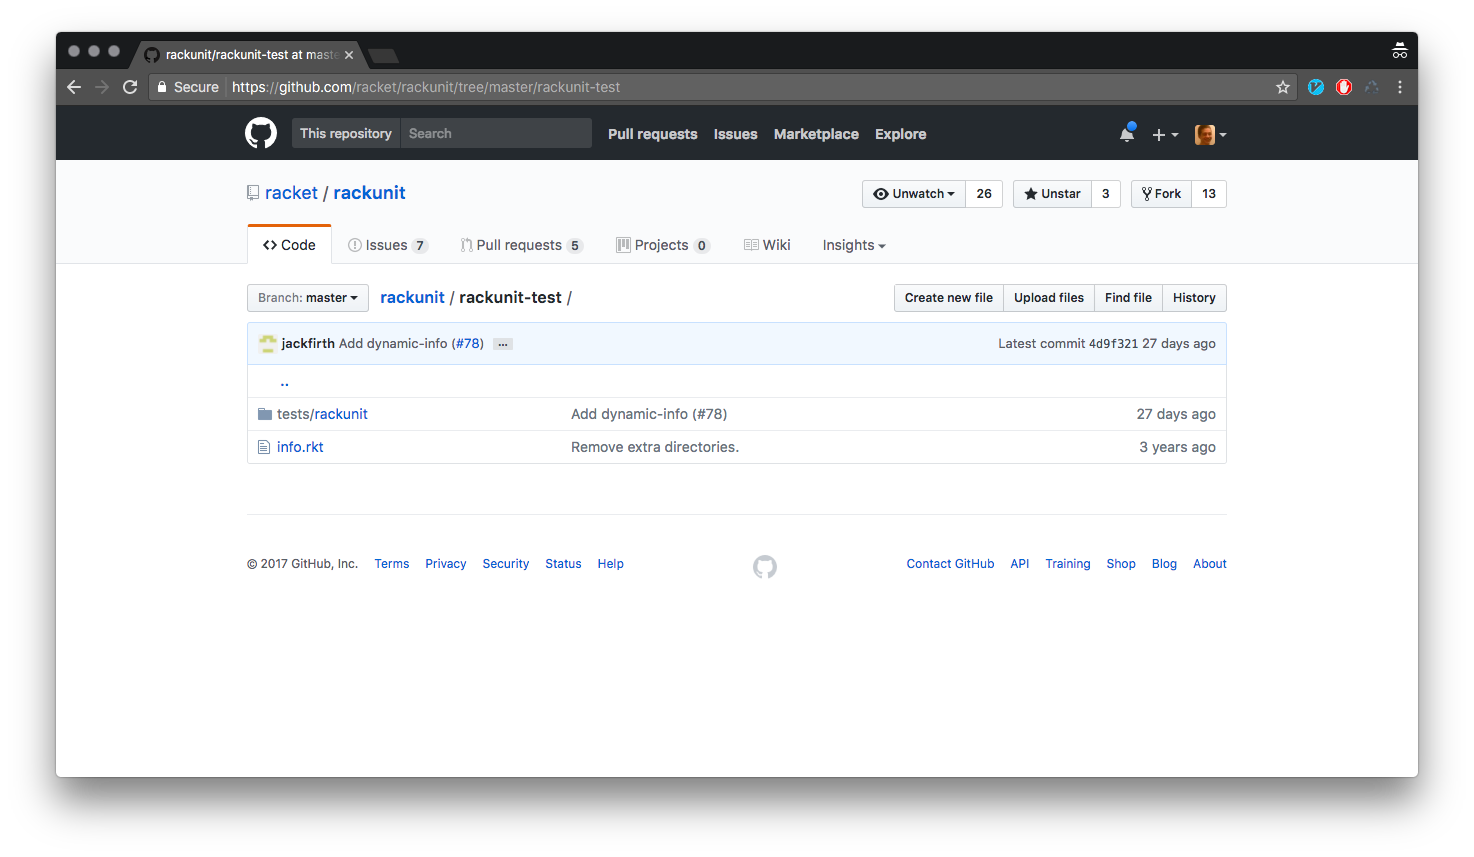 rackunit/rackunit-test at maste
Secure https://github.com/racket/rackunit/tree/master/rackunit-test
This repository Search Pull requests Issues Marketplace Explore
racket / rackunit Unwatch 26 Unstar 3 Fork 13
Code Issues 7 Pull requests 5 Projects 0 Wiki Insights
Branch: master rackunit / rackunit-test / Create new file Upload files Find file History
jackfirth Add dynamic-info (#78) … Latest commit 4d9f321 27 days ago
..
tests/rackunit Add dynamic-info (#78) 27 days ago
info.rkt Remove extra directories. 3 years ago
© 2017 GitHub, Inc. Terms Privacy Security Status Help Contact GitHub API Training Shop Blog About